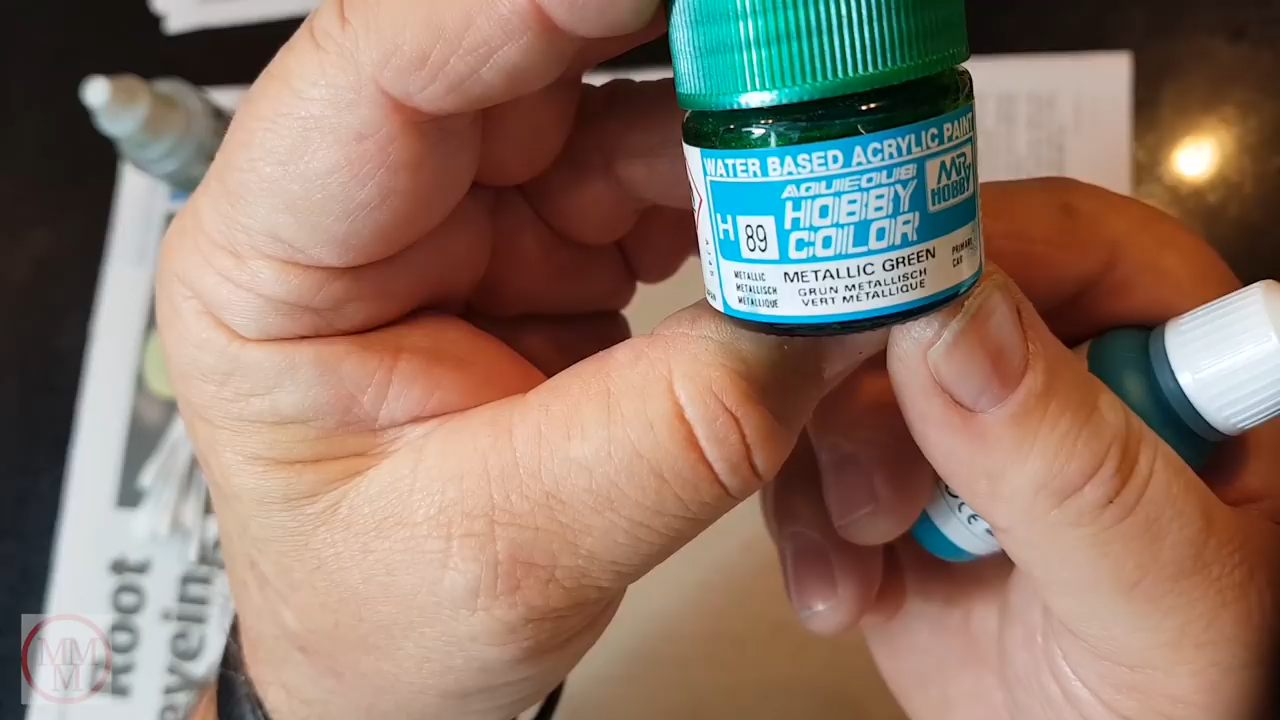 WATER BASED ACRYLIC PAINT
AQUEOUS
HOBBY
COLOR
MR
HOBBY
H 89
METALLIC
METALLISCH
MÉTALLIQUE
METALLIC GREEN
GRÜN METALLISCH
VERT MÉTALLIQUE
PRIMARY
CAR
Root
MMM